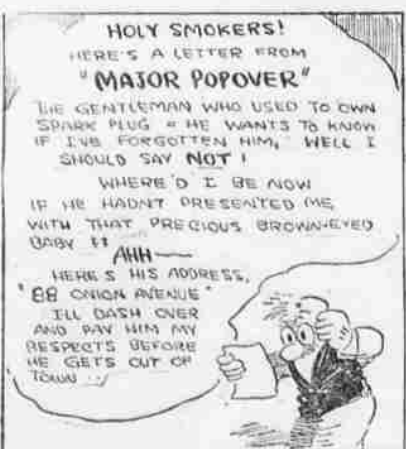 HOLY SMOKERS!
HERE'S A LETTER FROM
"MAJOR POPOVER"
THE GENTLEMAN WHO USED TO OWN
SPARK PLUG = HE WANTS TO KNOW
IF I'VE FORGOTTEN HIM, WELL I
SHOULD SAY NOT!
WHERE'D I BE NOW
IF HE HADN'T PRESENTED ME
WITH THAT PRECIOUS BROWN-EYED
BABY !!
AHH—
HERE'S HIS ADDRESS,
"88 ONION AVENUE"
I'LL DASH OVER
AND PAY HIM MY
RESPECTS BEFORE
HE GETS OUT OF
TOWN